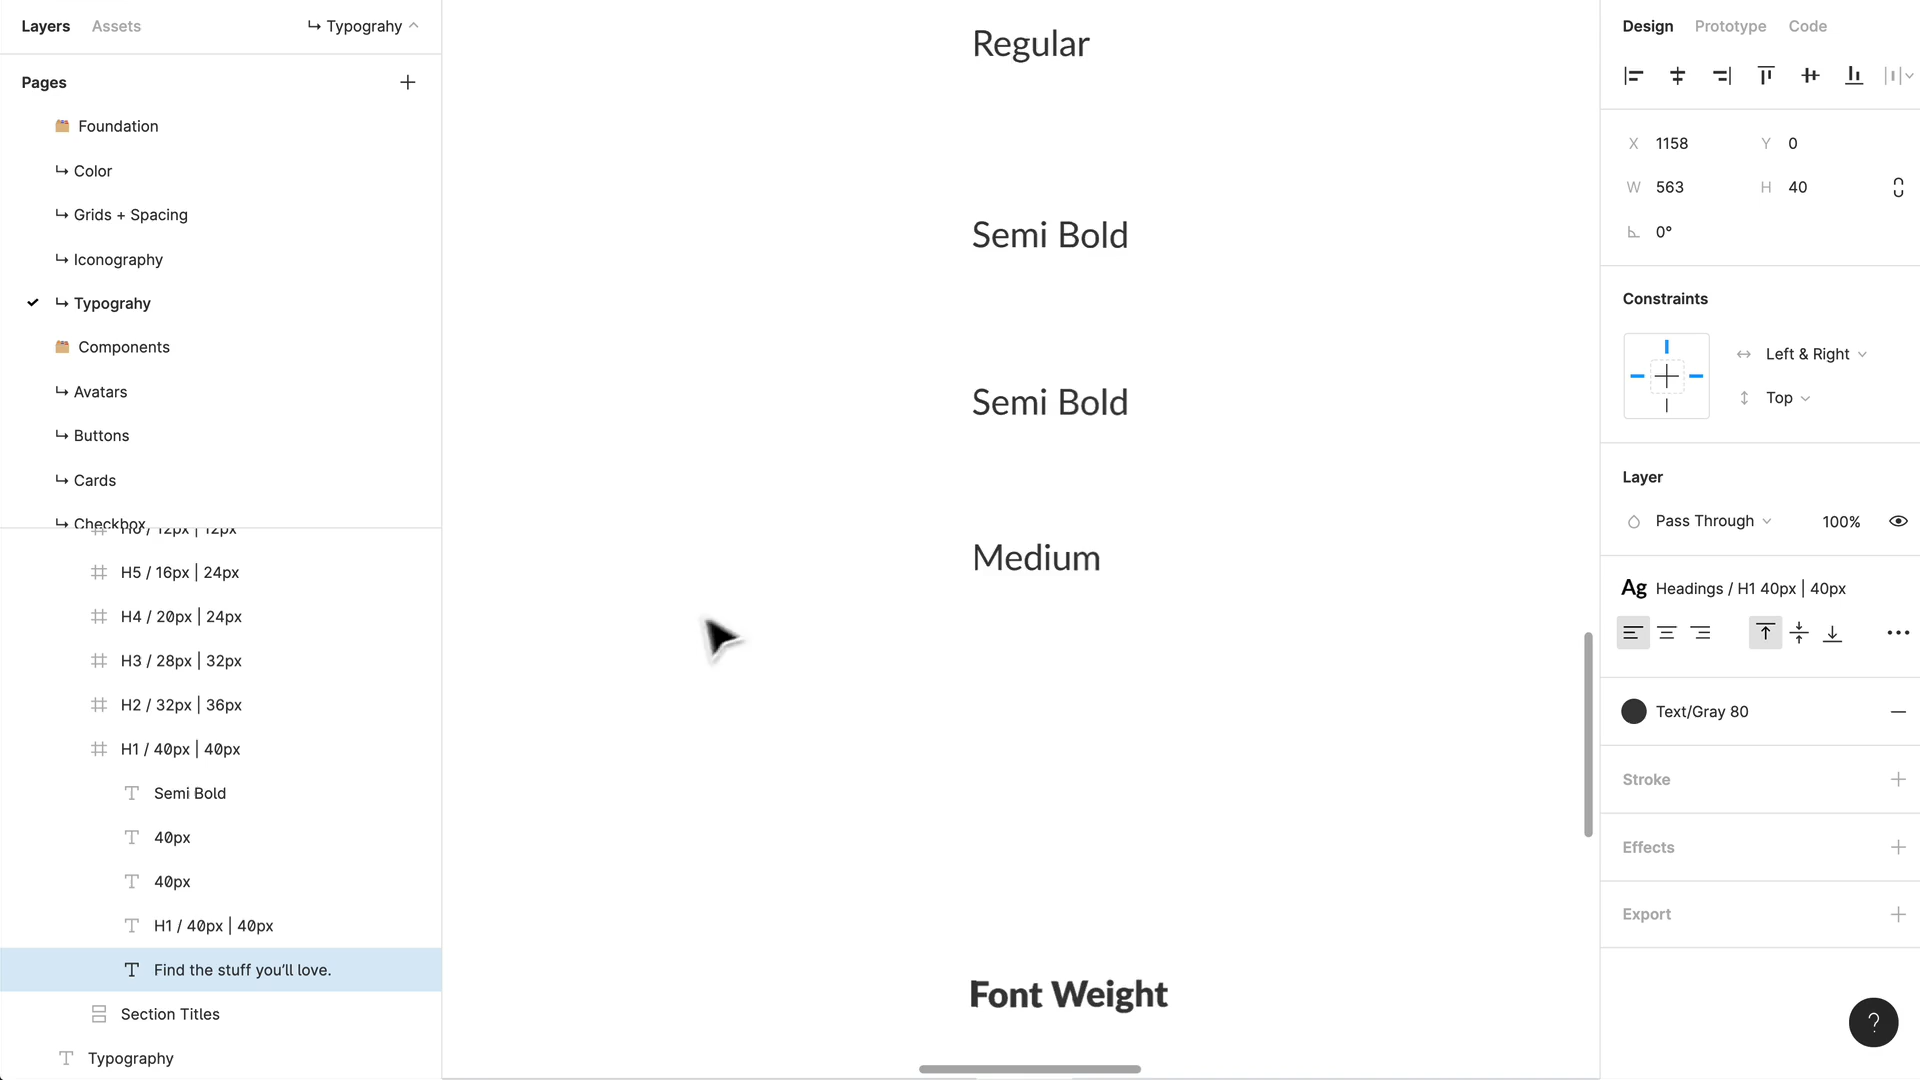 Layers
Assets
↳ Typograhy
Pages
Foundation
↳ Color
↳ Grids + Spacing
↳ Iconography
↳ Typograhy
Components
↳ Avatars
↳ Buttons
↳ Cards
↳ Checkbox
H6 / 12px | 12px
H5 / 16px | 24px
H4 / 20px | 24px
H3 / 28px | 32px
H2 / 32px | 36px
H1 / 40px | 40px
Semi Bold
40px
40px
H1 / 40px | 40px
Find the stuff you’ll love.
Section Titles
Typography
Regular
Semi Bold
Semi Bold
Medium
Font Weight
Design
Prototype
Code
X 1158
Y 0
W 563
H 40
0°
Constraints
Left & Right
Top
Layer
Pass Through
100%
Ag Headings / H1 40px | 40px
Text/Gray 80
Stroke
Effects
Export
?